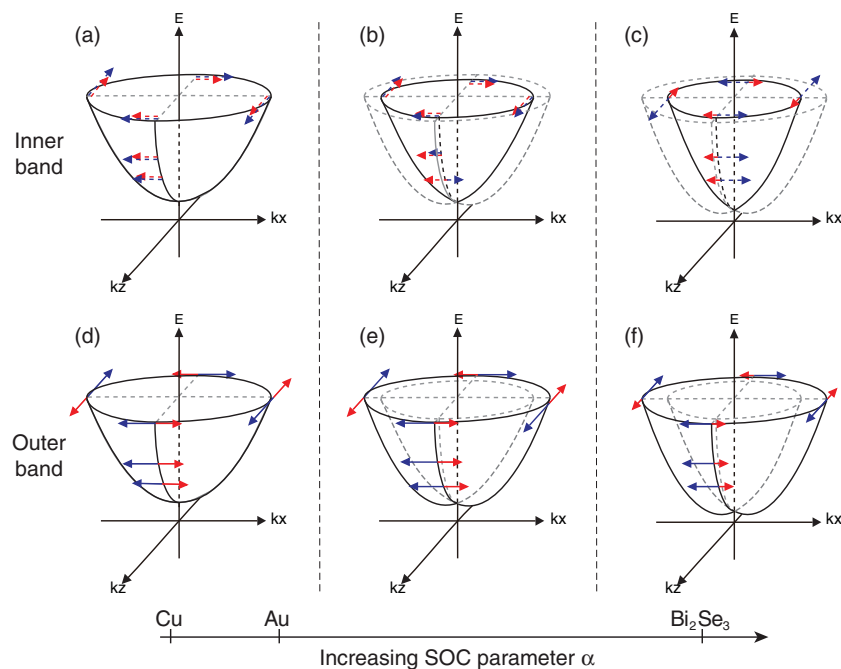 (a)
E
kx
kz
(b)
E
kx
kz
(c)
E
kx
kz
Inner
band
(d)
E
kx
kz
(e)
E
kx
kz
(f)
E
kx
kz
Outer
band
Cu
Au
Bi₂Se₃
Increasing SOC parameter α